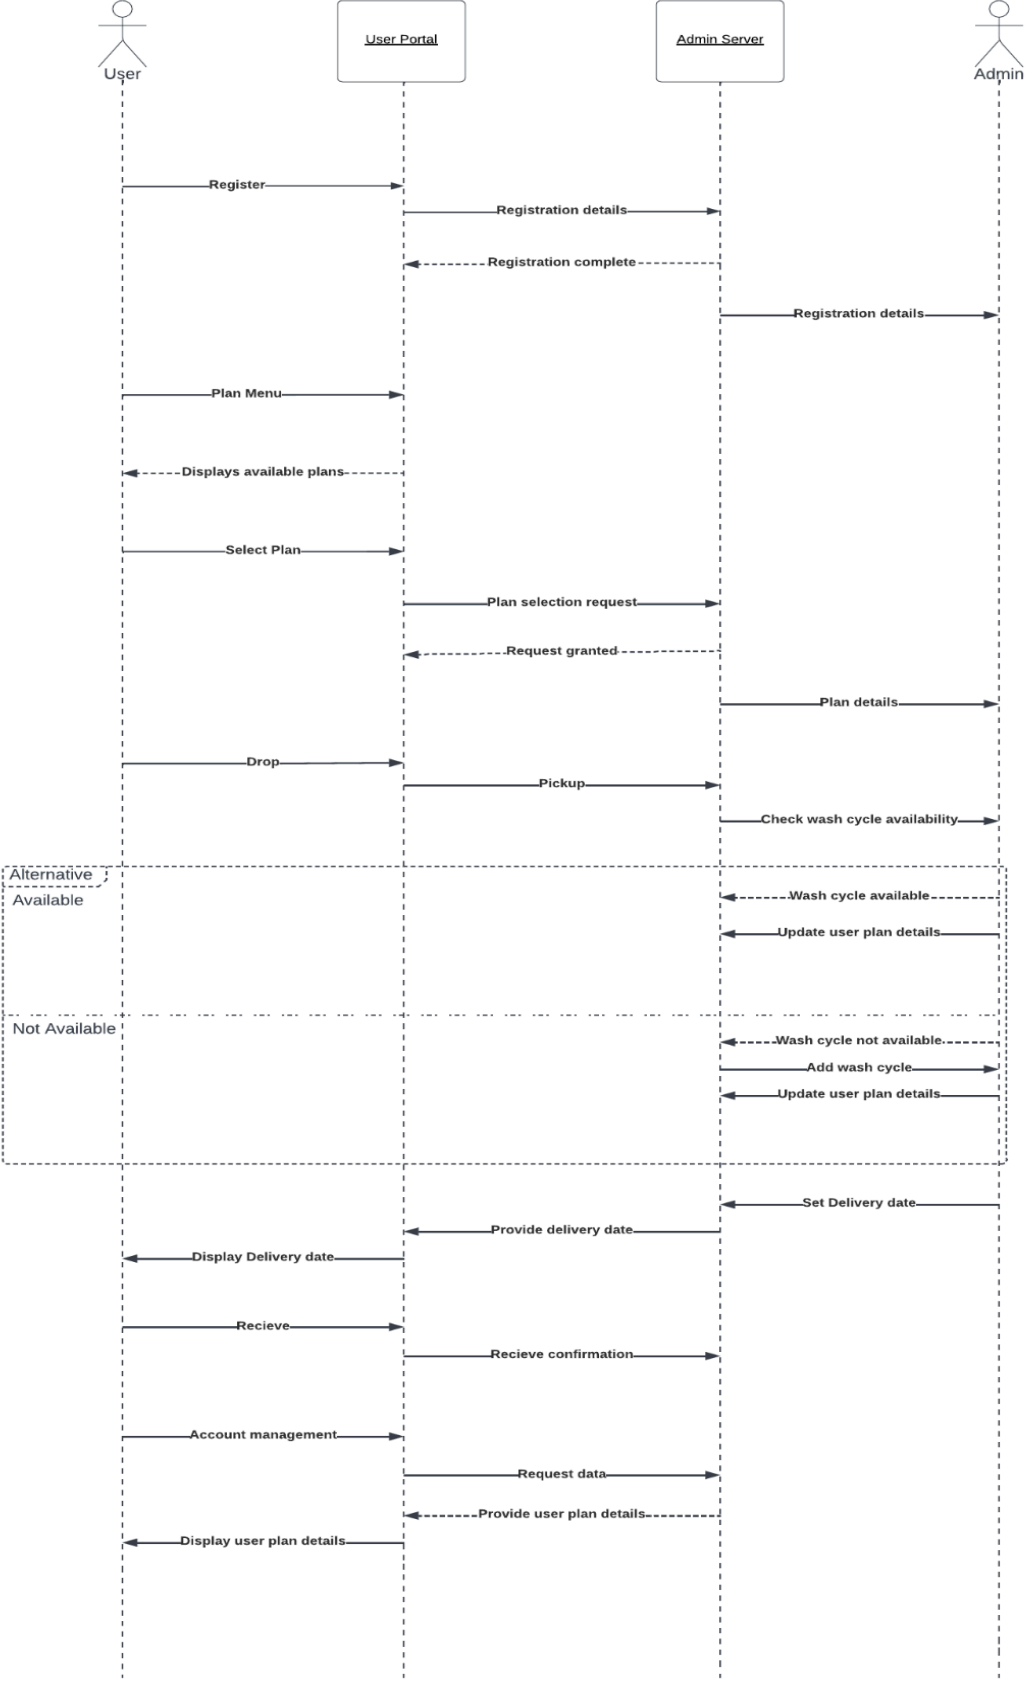 User
User Portal
Admin Server
Admin
Register
Registration details
Registration complete
Registration details
Plan Menu
Displays available plans
Select Plan
Plan selection request
Request granted
Plan details
Drop
Pickup
Check wash cycle availability
Alternative
Available
Wash cycle available
Update user plan details
Not Available
Wash cycle not available
Add wash cycle
Update user plan details
Set Delivery date
Provide delivery date
Display Delivery date
Recieve
Recieve confirmation
Account management
Request data
Provide user plan details
Display user plan details